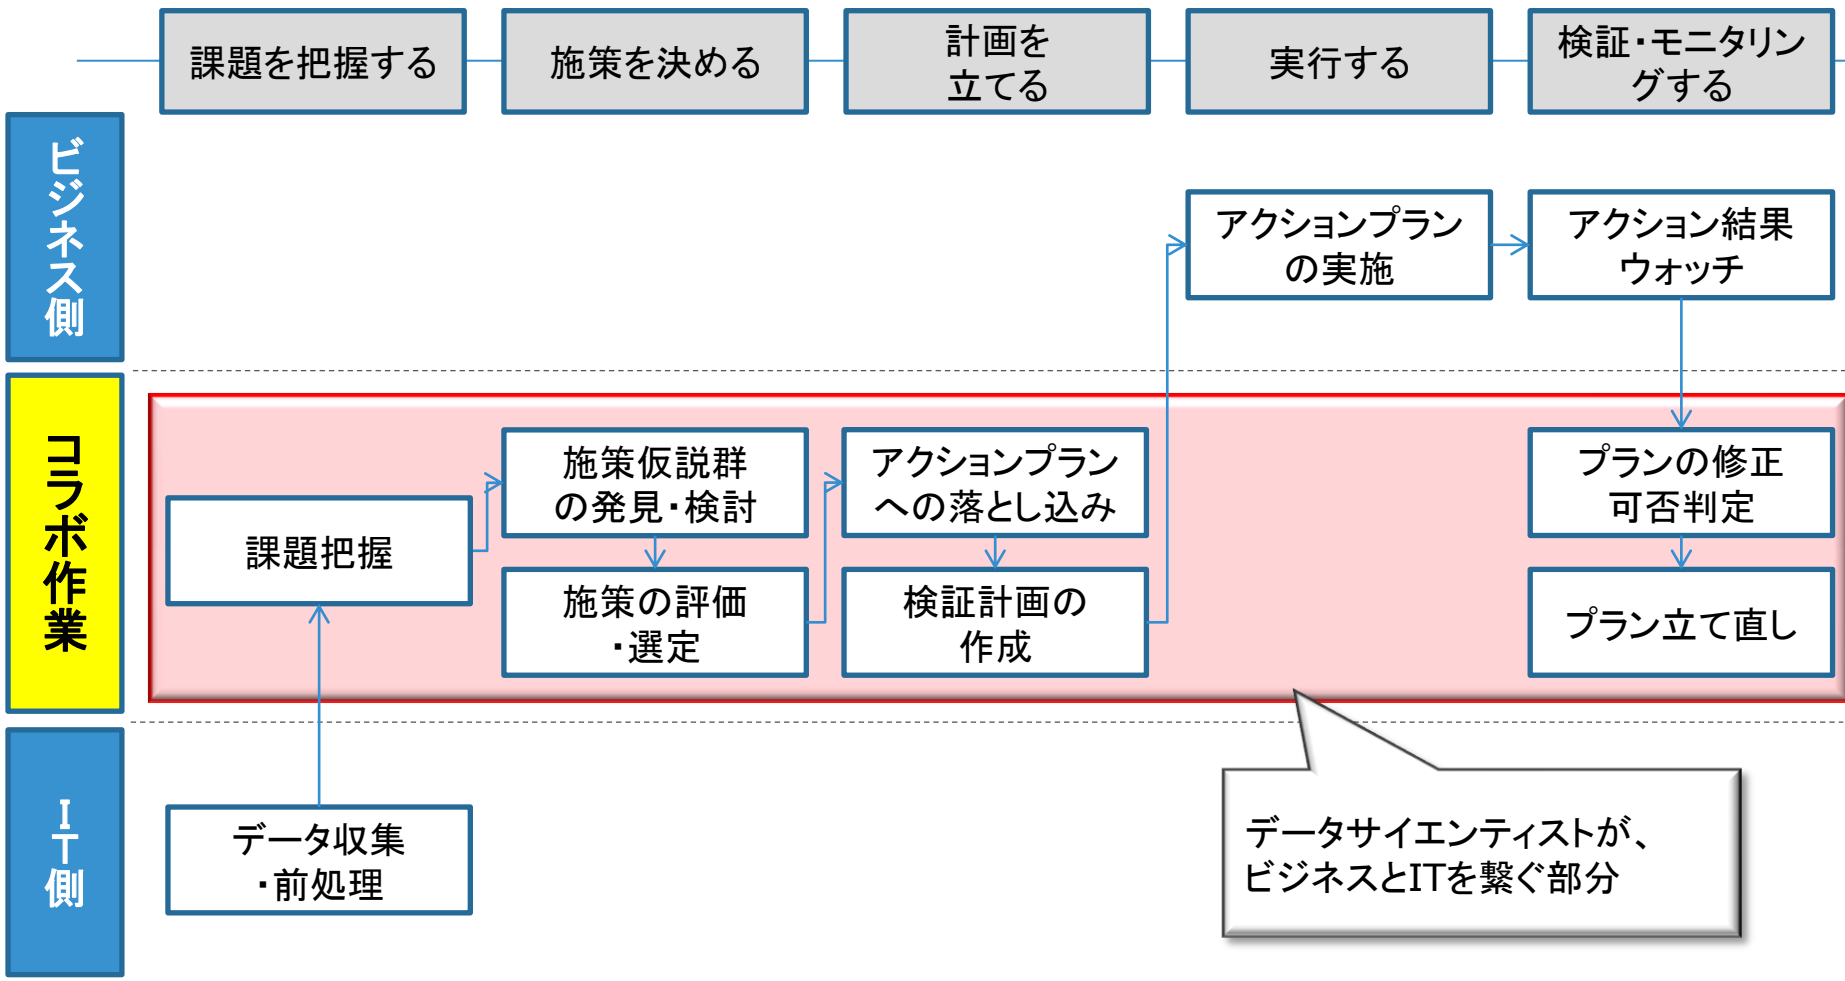 課題を把握する
施策を決める
計画を
立てる
実行する
検証・モニタリン
グする
ビジネス側
アクションプラン
の実施
アクション結果
ウォッチ
コラボ作業
課題把握
施策仮説群
の発見・検討
施策の評価
・選定
アクションプラン
への落とし込み
検証計画の
作成
プランの修正
可否判定
プラン立て直し
IT側
データ収集
・前処理
データサイエンティストが、
ビジネスとITを繋ぐ部分